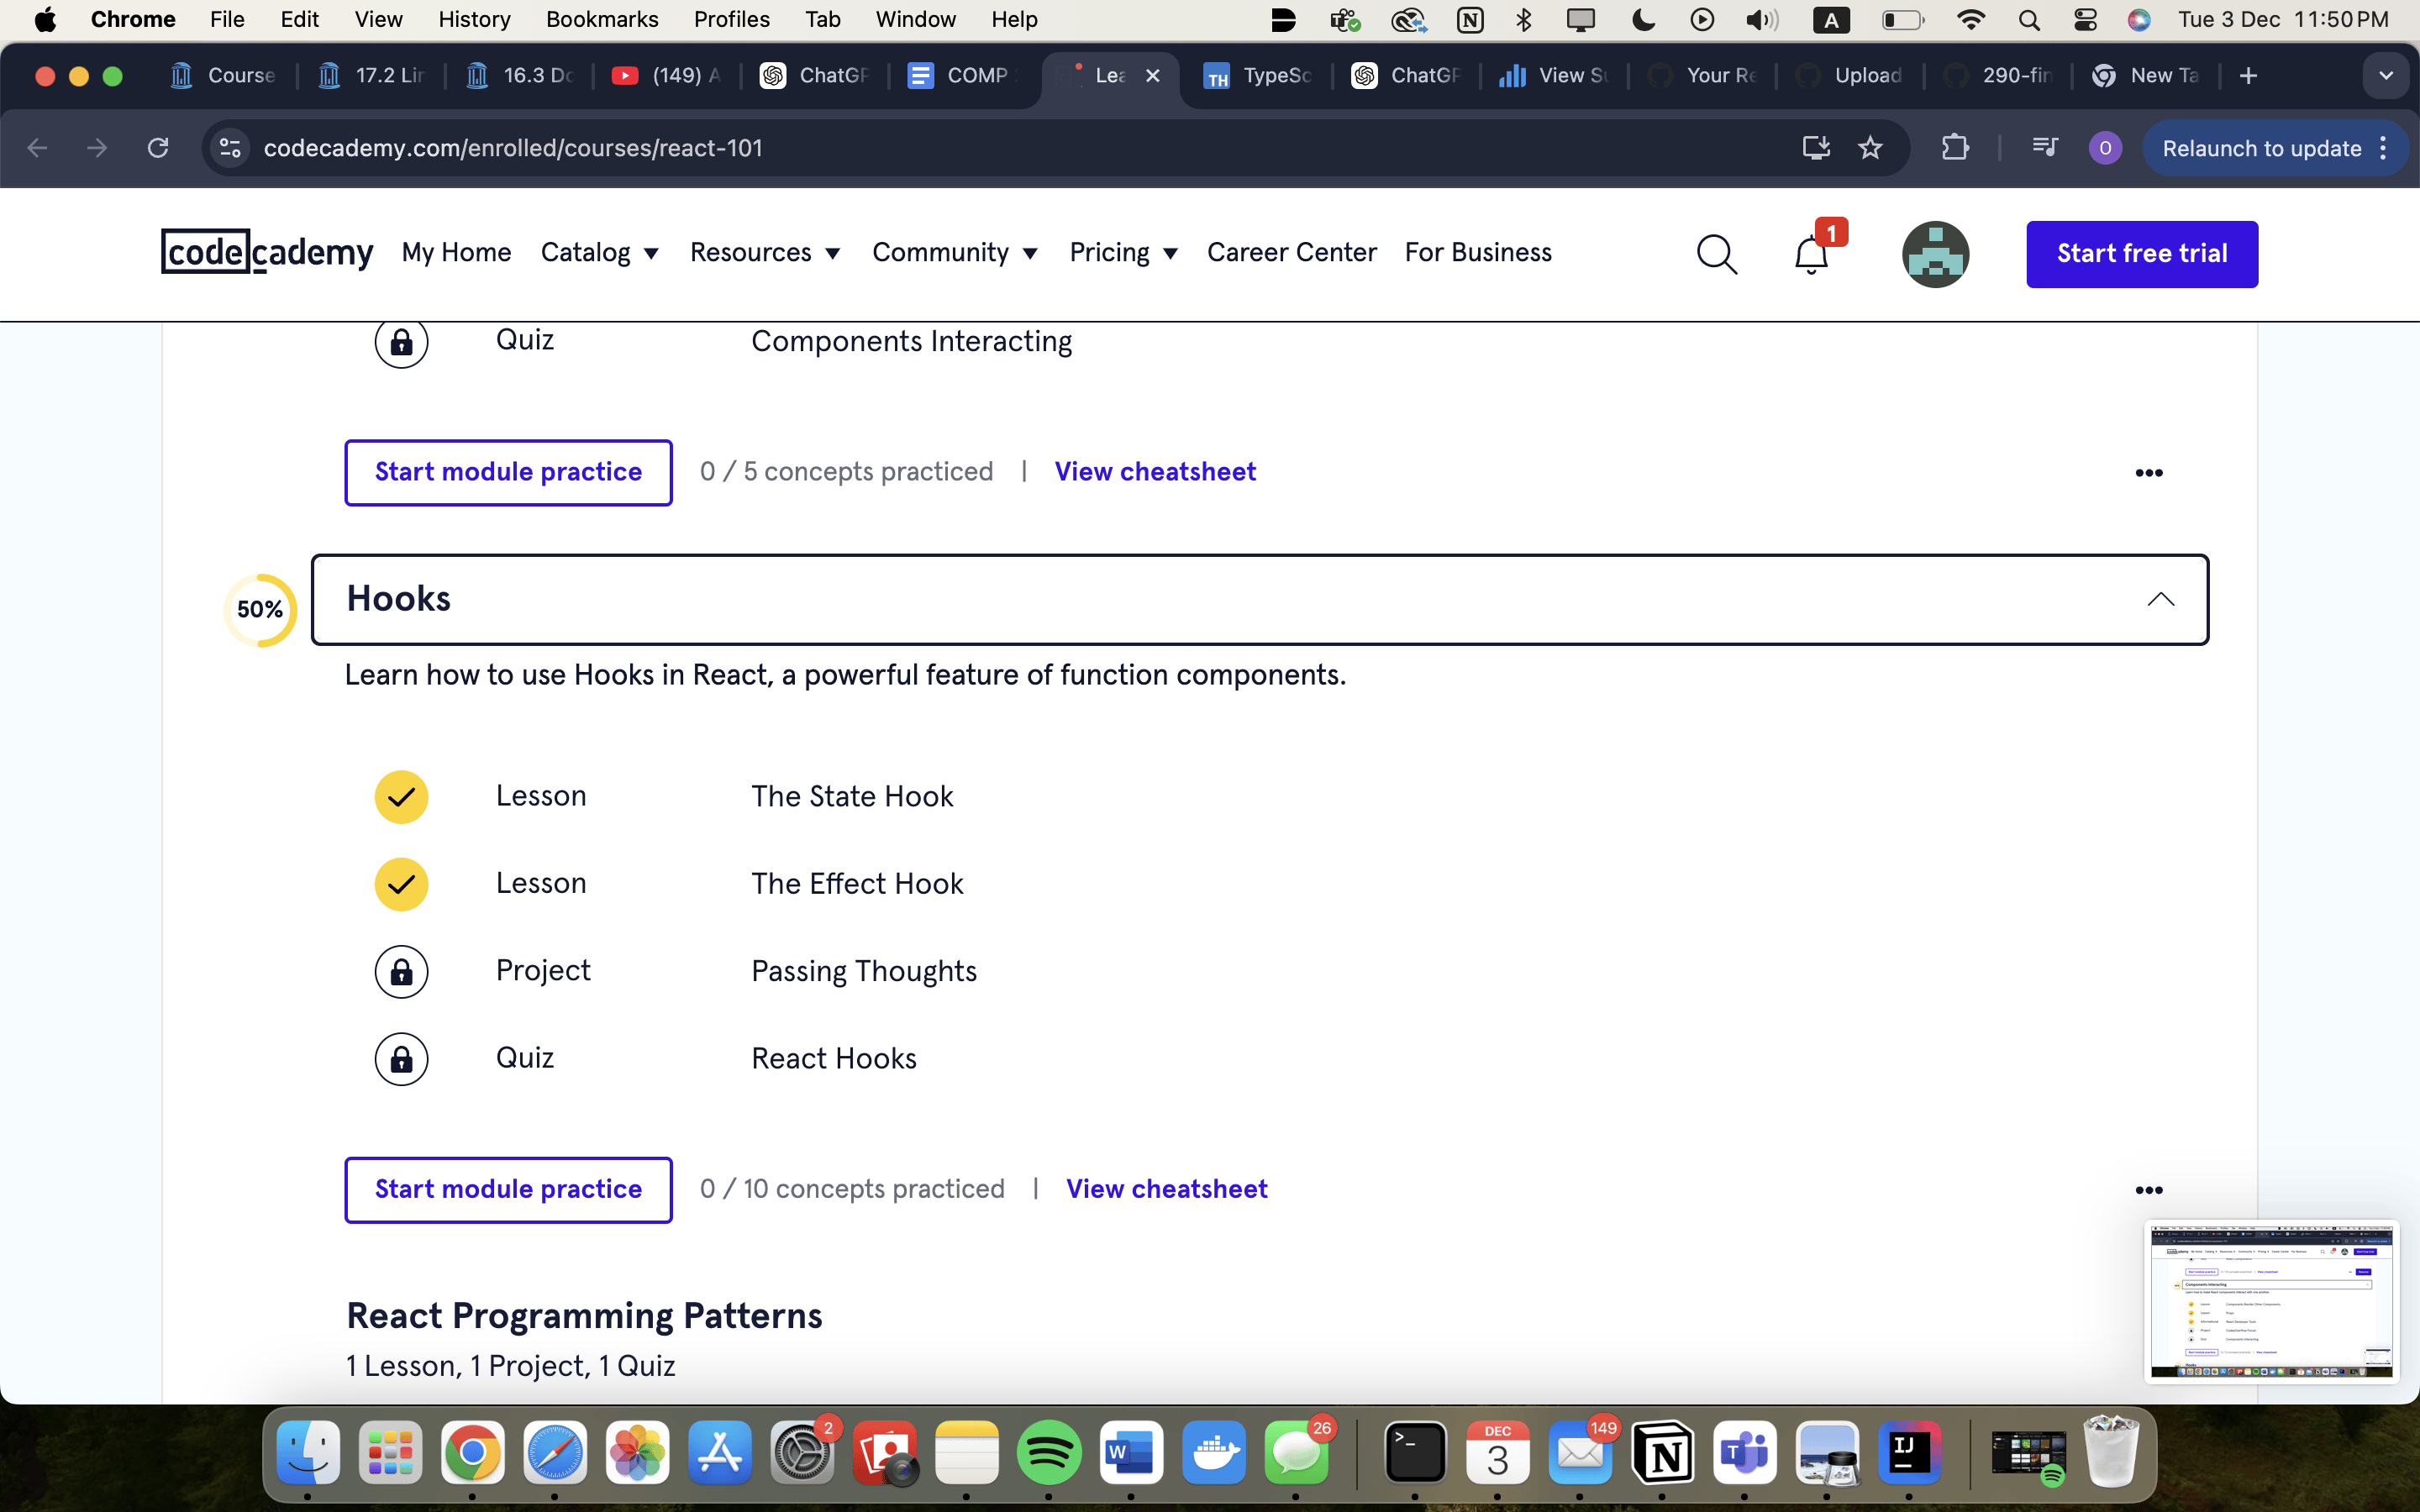 Chrome File Edit View History Bookmarks Profiles Tab Window Help A Tue 3 Dec 11:50 PM
Course 17.2 Lir 16.3 Do (149) A ChatGP COMP Lea TH TypeSc ChatGP View Su Your Re Upload 290-fin New Ta
codecademy.com/enrolled/courses/react-101 O Relaunch to update
codecademy My Home Catalog Resources Community Pricing Career Center For Business 1 Start free trial
Quiz Components Interacting
Start module practice 0 / 5 concepts practiced | View cheatsheet
50% Hooks
Learn how to use Hooks in React, a powerful feature of function components.
Lesson The State Hook
Lesson The Effect Hook
Project Passing Thoughts
Quiz React Hooks
Start module practice 0 / 10 concepts practiced | View cheatsheet
React Programming Patterns
1 Lesson, 1 Project, 1 Quiz
2 W 26 >_ DEC 3 149 N T IJ